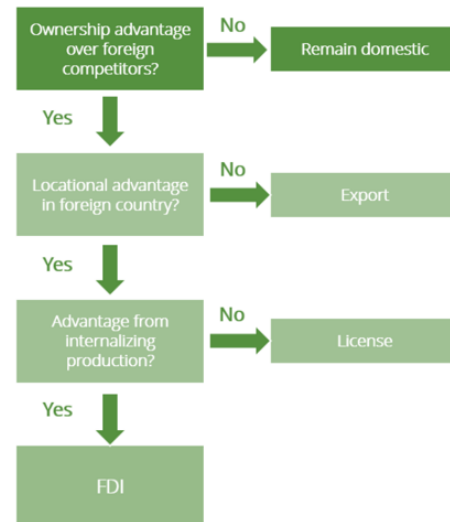 Ownership advantage
over foreign
competitors?
No
Remain domestic
Yes
Locational advantage
in foreign country?
No
Export
Yes
Advantage from
internalizing
production?
No
License
Yes
FDI